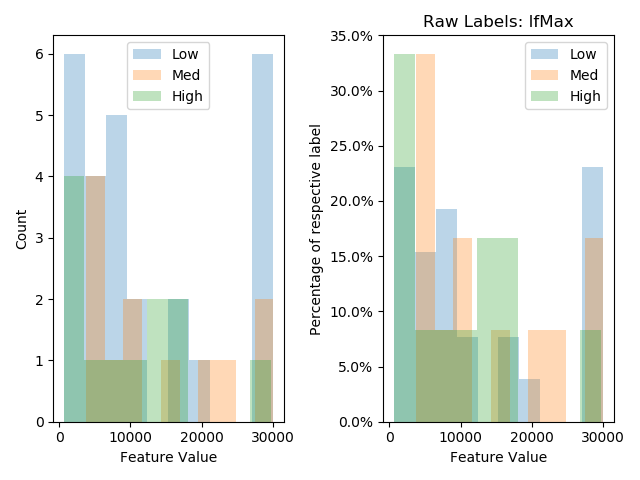 Raw Labels: lfMax
Low
Med
High
Count
6
5
4
3
2
1
0
0
10000
20000
30000
Feature Value
Low
Med
High
Percentage of respective label
35.0%
30.0%
25.0%
20.0%
15.0%
10.0%
5.0%
0.0%
0
10000
20000
30000
Feature Value